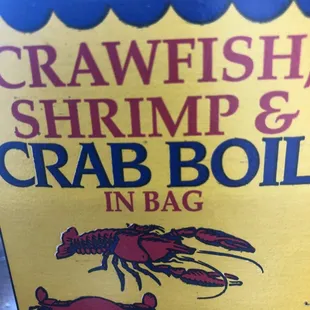 CRAWFISH,
SHRIMP &
CRAB BOIL
IN BAG